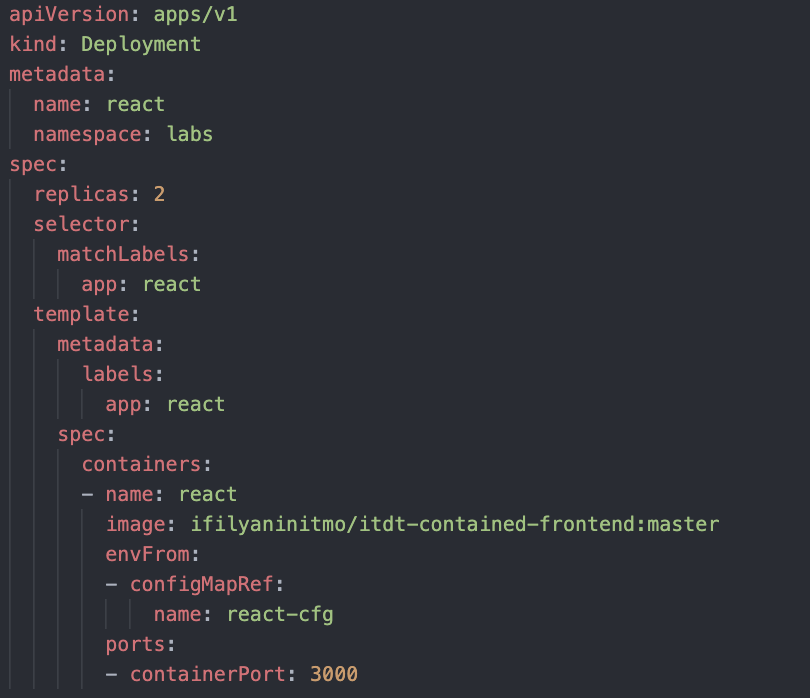 apiVersion: apps/v1
kind: Deployment
metadata:
  name: react
  namespace: labs
spec:
  replicas: 2
  selector:
    matchLabels:
      app: react
  template:
    metadata:
      labels:
        app: react
    spec:
      containers:
      - name: react
        image: ifilyaninitmo/itdt-contained-frontend:master
        envFrom:
        - configMapRef:
            name: react-cfg
        ports:
        - containerPort: 3000